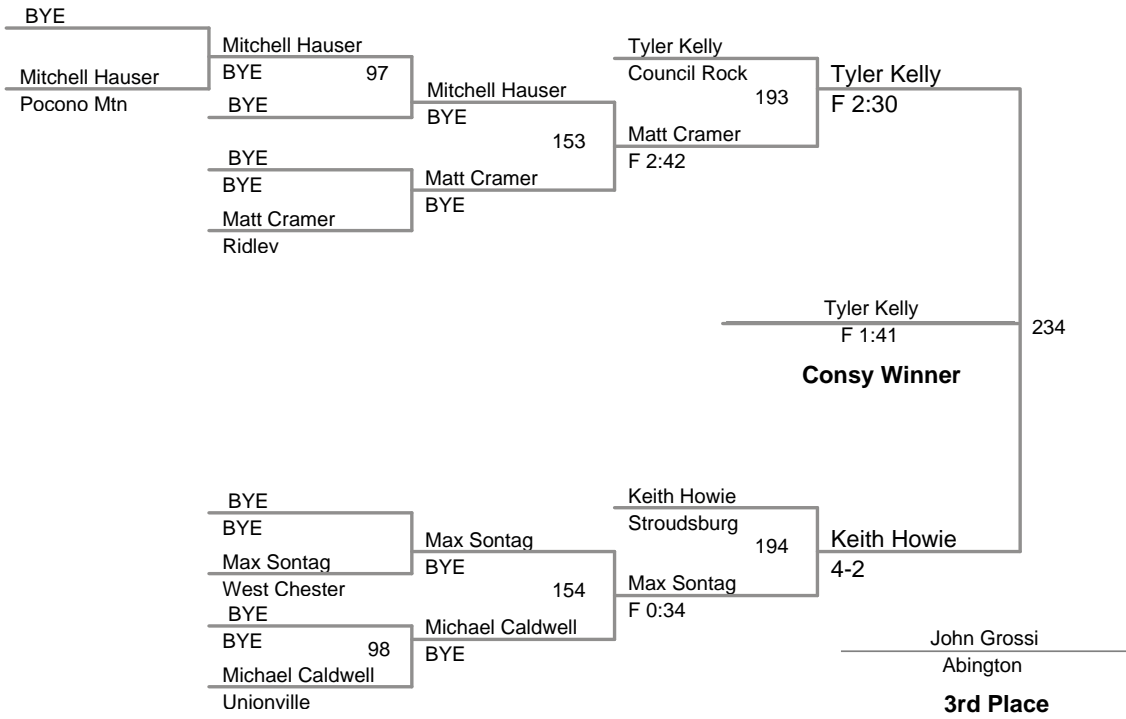 BYE
Mitchell Hauser
Pocono Mtn
Mitchell Hauser
BYE
97
BYE
BYE
BYE
Matt Cramer
Ridley
Mitchell Hauser
BYE
153
Matt Cramer
BYE
Tyler Kelly
Council Rock
193
Matt Cramer
F 2:42
Tyler Kelly
F 2:30
Tyler Kelly
F 1:41
234
Consy Winner
BYE
BYE
Max Sontag
West Chester
BYE
BYE
98
Michael Caldwell
Unionville
Max Sontag
BYE
154
Michael Caldwell
BYE
Keith Howie
Stroudsburg
194
Max Sontag
F 0:34
Keith Howie
4-2
John Grossi
Abington
3rd Place